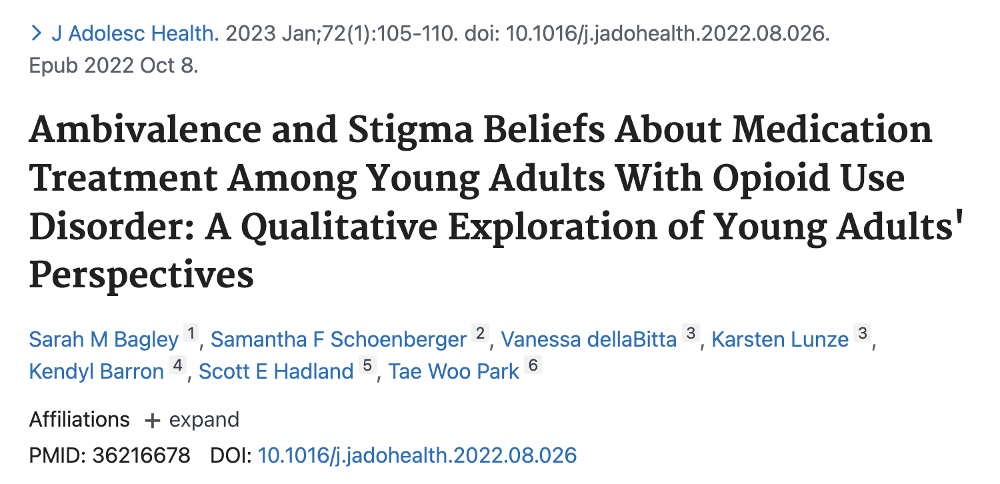 > J Adolesc Health. 2023 Jan;72(1):105-110. doi: 10.1016/j.jadohealth.2022.08.026.
Epub 2022 Oct 8.
Ambivalence and Stigma Beliefs About Medication
Treatment Among Young Adults With Opioid Use
Disorder: A Qualitative Exploration of Young Adults'
Perspectives
Sarah M Bagley 1, Samantha F Schoenberger 2, Vanessa dellaBitta 3, Karsten Lunze 3,
Kendyl Barron 4, Scott E Hadland 5, Tae Woo Park 6
Affiliations + expand
PMID: 36216678 DOI: 10.1016/j.jadohealth.2022.08.026